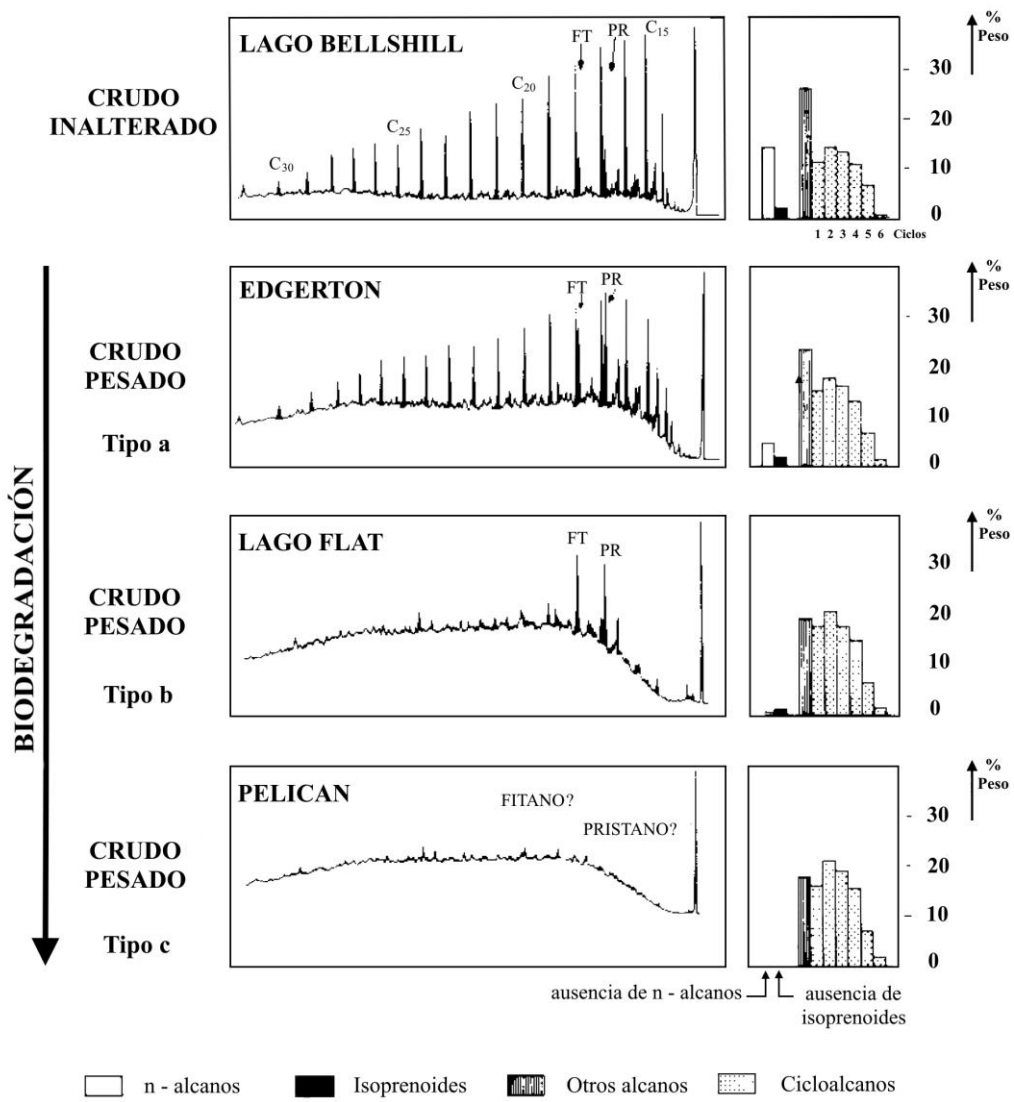 LAGO BELLSHILL
FT
PR
C15
C20
C25
C30
CRUDO
INALTERADO
%
Peso
30
20
10
0
1 2 3 4 5 6 Ciclos
BIODEGRADACIÓN
EDGERTON
FT
PR
CRUDO
PESADO
Tipo a
%
Peso
- 30
20
10
0
LAGO FLAT
FT
PR
CRUDO
PESADO
Tipo b
%
Peso
- 30
20
10
0
PELICAN
FITANO?
PRISTANO?
CRUDO
PESADO
Tipo c
%
Peso
- 30
20
- 10
0
ausencia de n - alcanos
ausencia de
isoprenoides
n - alcanos
Isoprenoides
Otros alcanos
Cicloalcanos